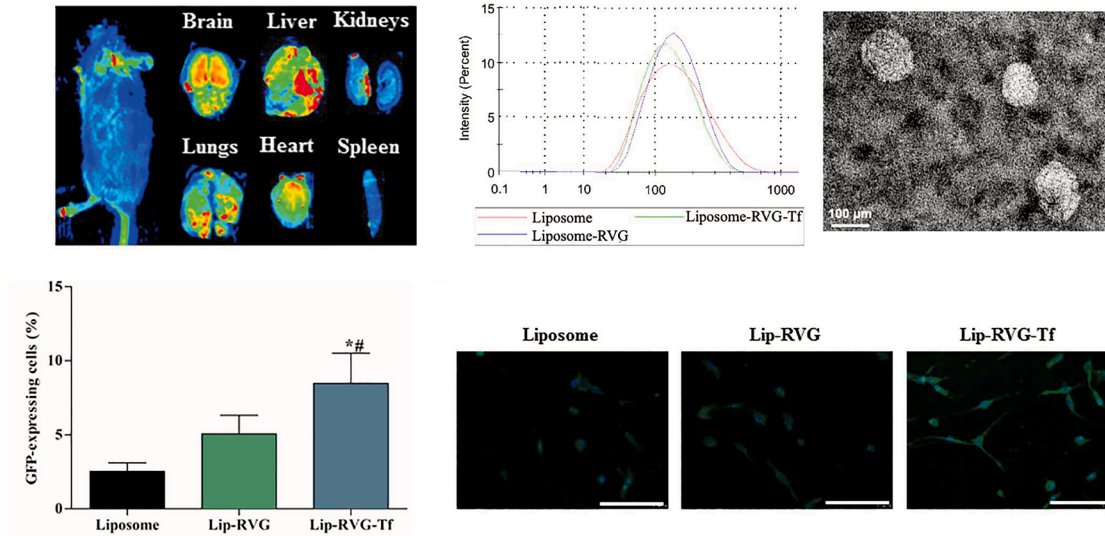 Brain Liver Kidneys
Lungs Heart Spleen
15
10
5
0
Intensity (Percent)
0.1 1 10 100 1000
Liposome Liposome-RVG-Tf
Liposome-RVG
100 µm
15
10
5
0
GFP-expressing cells (%)
*#
Liposome Lip-RVG Lip-RVG-Tf
Liposome Lip-RVG Lip-RVG-Tf